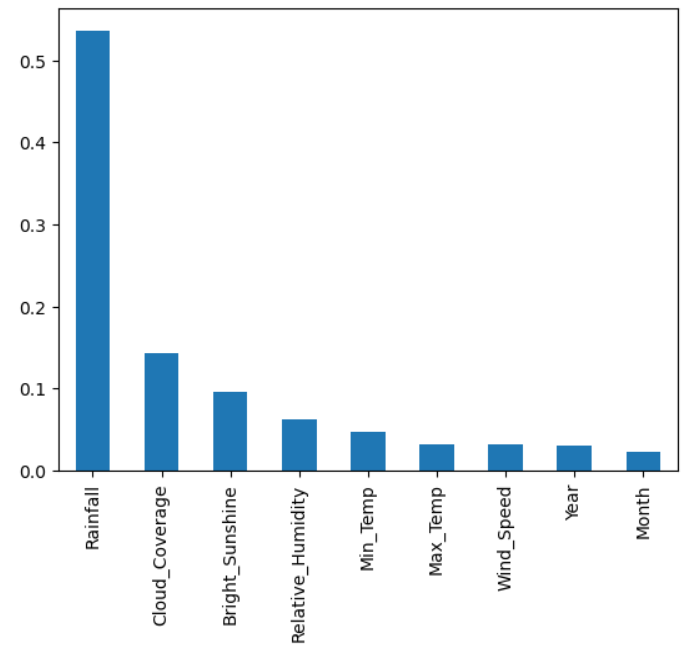 0.5
0.4
0.3
0.2
0.1
0.0
Rainfall
Cloud_Coverage
Bright_Sunshine
Relative_Humidity
Min_Temp
Max_Temp
Wind_Speed
Year
Month